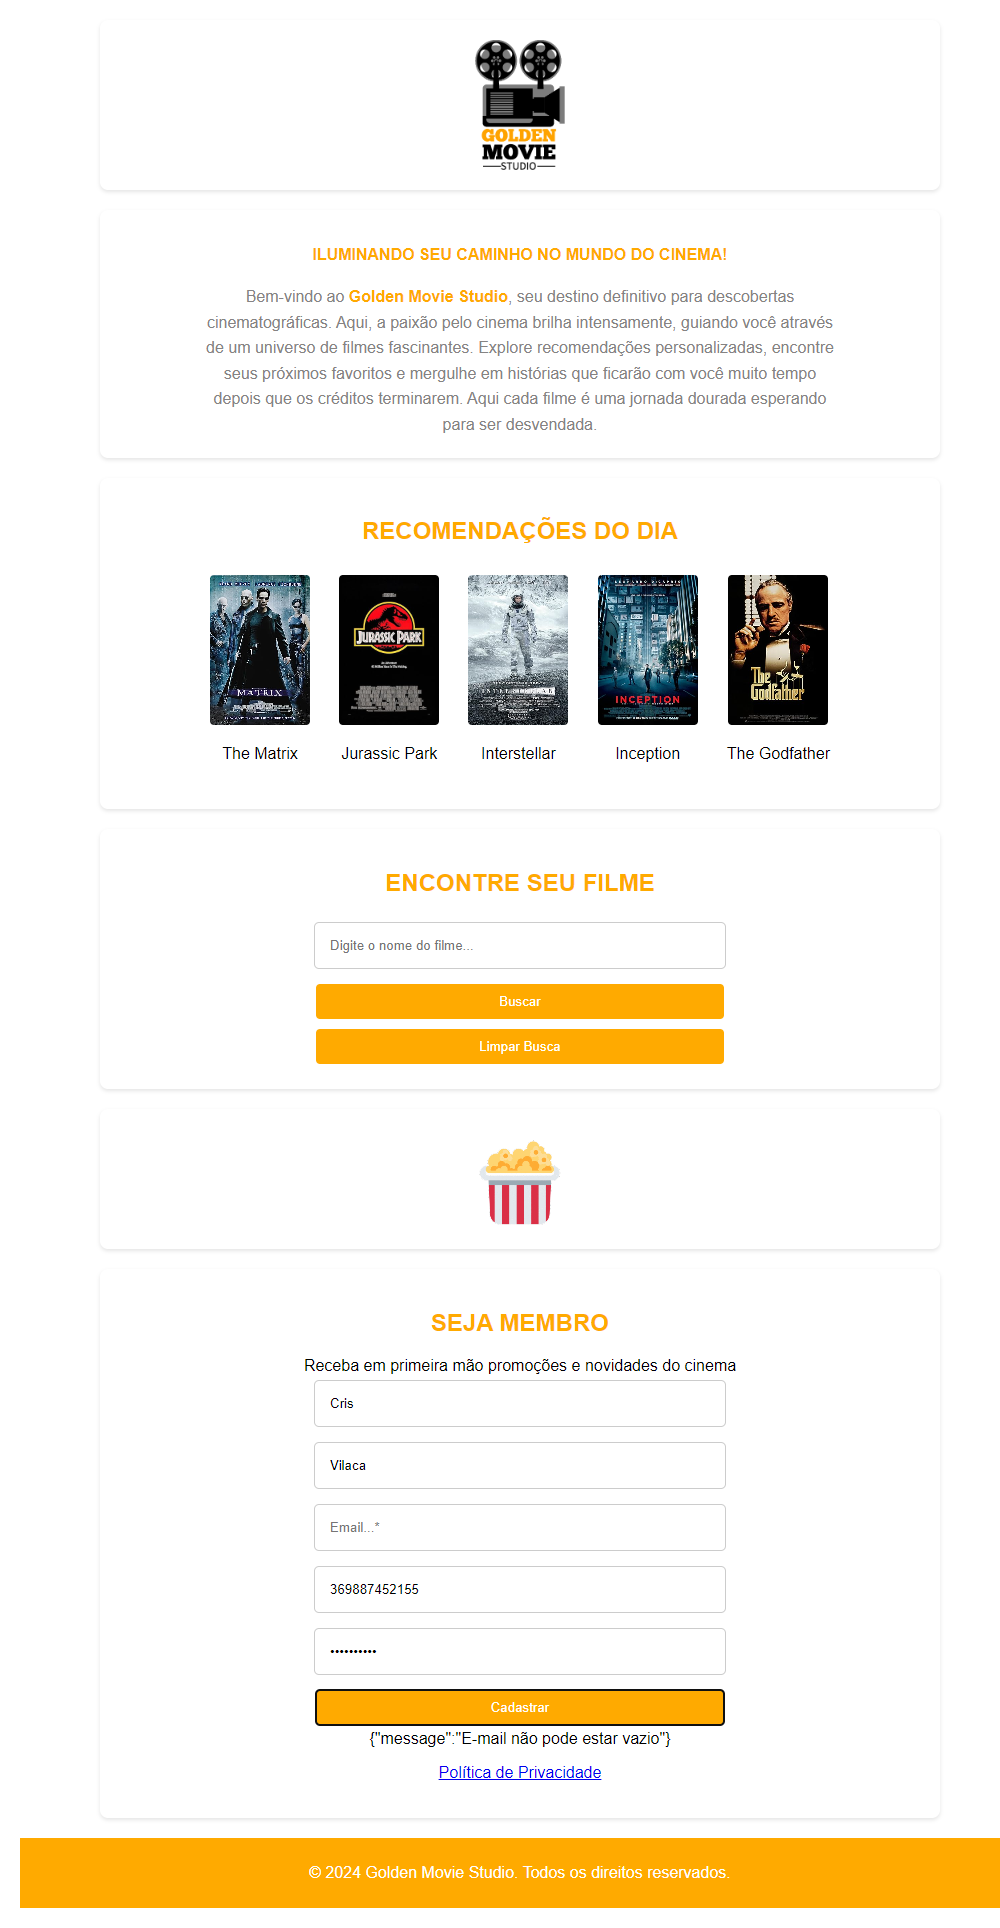 GOLDEN
MOVIE
STUDIO
ILUMINANDO SEU CAMINHO NO MUNDO DO CINEMA!
Bem-vindo ao Golden Movie Studio, seu destino definitivo para descobertas
cinematográficas. Aqui, a paixão pelo cinema brilha intensamente, guiando você através
de um universo de filmes fascinantes. Explore recomendações personalizadas, encontre
seus próximos favoritos e mergulhe em histórias que ficarão com você muito tempo
depois que os créditos terminarem. Aqui cada filme é uma jornada dourada esperando
para ser desvendada.
RECOMENDAÇÕES DO DIA
MATRIX
JURASSIC PARK
INTERSTELLAR
INCEPTION
The
Godfather
The Matrix
Jurassic Park
Interstellar
Inception
The Godfather
ENCONTRE SEU FILME
Digite o nome do filme...
Buscar
Limpar Busca
SEJA MEMBRO
Receba em primeira mão promoções e novidades do cinema
Cris
Vilaca
Email...*
369887452155
••••••••••
Cadastrar
{"message":"E-mail não pode estar vazio"}
Política de Privacidade
© 2024 Golden Movie Studio. Todos os direitos reservados.